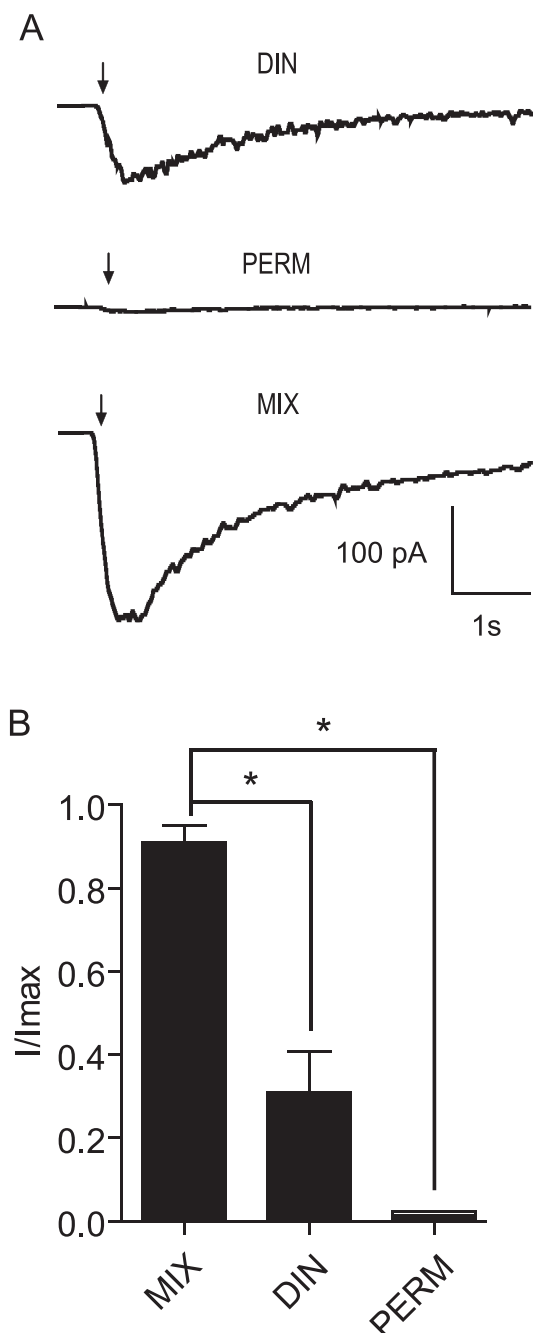 A
DIN
PERM
MIX
100 pA
1s
B
*
*
1.0
0.8
0.6
0.4
0.2
0.0
I/Imax
MIX
DIN
PERM